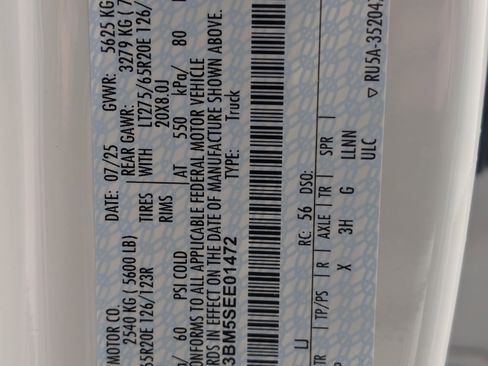 MOTOR CO. DATE: 07/25 GVWR: 5625 KG
2540 KG ( 5600 LB) REAR GAWR: 3279 KG ( 7
65R20E 126/123R TIRES WITH LT275/65R20E 126/
RIMS 20X8.0J
/ 60 PSI COLD AT 550 kPa/ 80
ONFORMS TO ALL APPLICABLE FEDERAL MOTOR VEHICLE
RDS IN EFFECT ON THE DATE OF MANUFACTURE SHOWN ABOVE.
3BM5SEE01472 TYPE: Truck
RC: 56 DSO:
TR TP/PS R AXLE TR SPR
X 3H G LLNN
ULC
▽ RU5A-35204